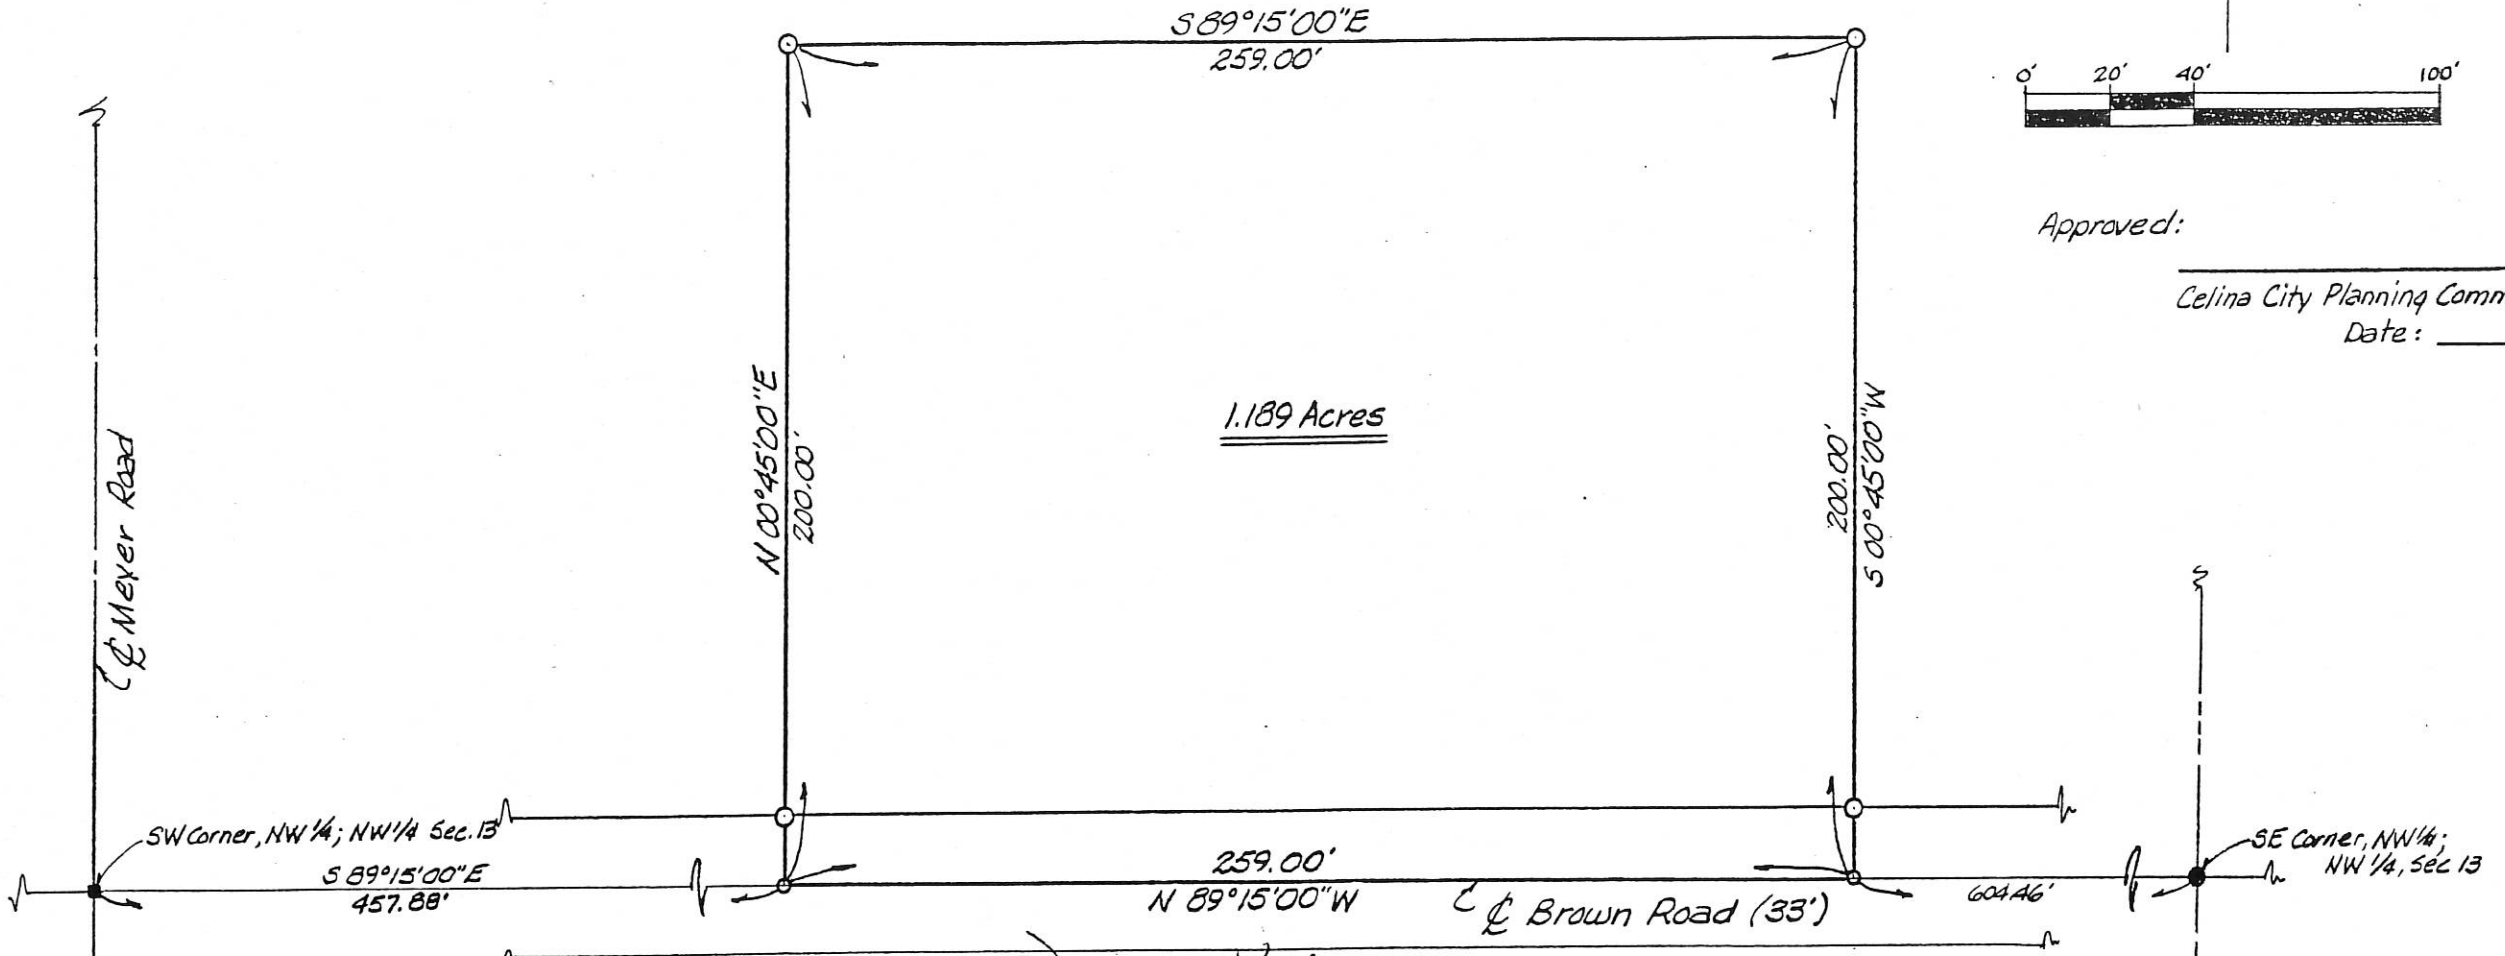 S 89°15'00"E
259.00'
0' 20' 40' 100'
Approved:
Celina City Planning Comm
Date:
N 00°45'00"E
200.00'
1.189 Acres
200.00'
S 00°45'00"W
℄ Meyer Road
SW Corner, NW 1/4; NW 1/4 Sec. 13
S 89°15'00"E
457.88'
259.00'
N 89°15'00"W
℄ Brown Road (33')
604.46'
SE Corner, NW 1/4;
NW 1/4, Sec 13